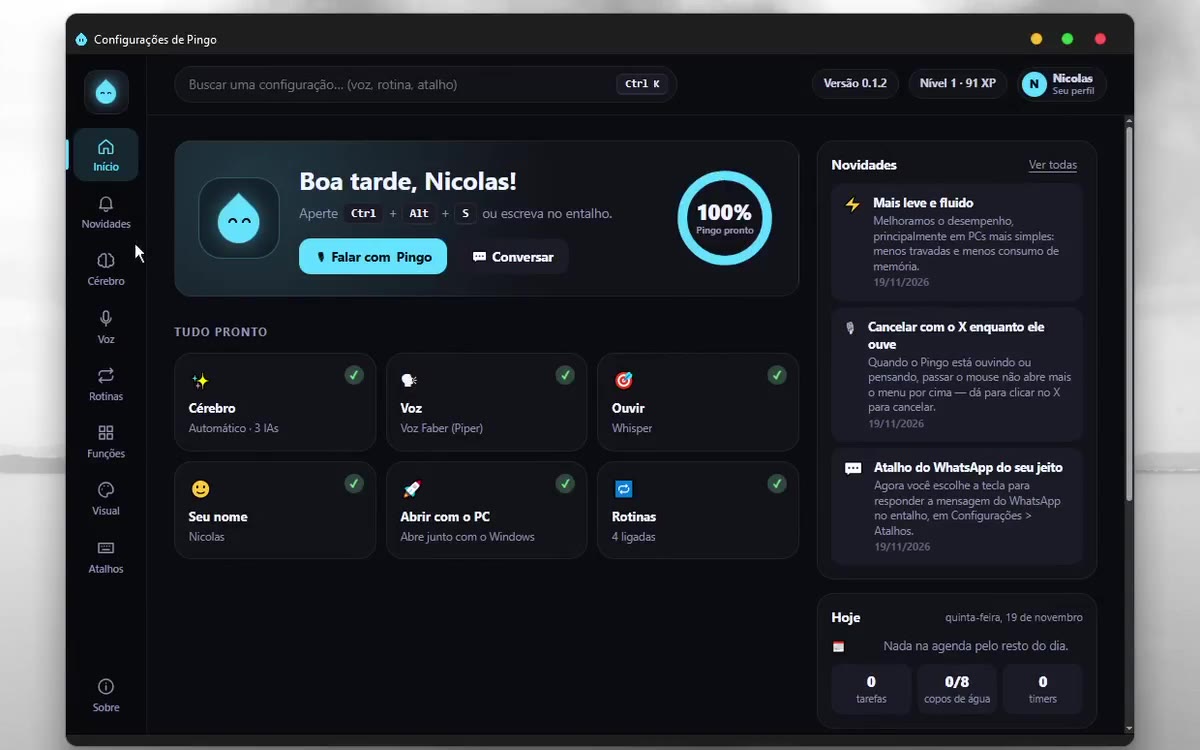 Configurações de Pingo
Buscar uma configuração... (voz, rotina, atalho)
Ctrl K
Versão 0.1.2
Nível 1 · 91 XP
N
Nicolas
Seu perfil
Início
Novidades
Cérebro
Voz
Rotinas
Funções
Visual
Atalhos
Sobre
Boa tarde, Nicolas!
Aperte Ctrl + Alt + S ou escreva no entalho.
Falar com Pingo
Conversar
100%
Pingo pronto
TUDO PRONTO
Cérebro
Automático · 3 IAs
Voz
Voz Faber (Piper)
Ouvir
Whisper
Seu nome
Nicolas
Abrir com o PC
Abre junto com o Windows
Rotinas
4 ligadas
Novidades
Ver todas
Mais leve e fluido
Melhoramos o desempenho,
principalmente em PCs mais simples:
menos travadas e menos consumo de
memória.
19/11/2026
Cancelar com o X enquanto ele
ouve
Quando o Pingo está ouvindo ou
pensando, passar o mouse não abre mais
o menu por cima — dá para clicar no X
para cancelar.
19/11/2026
Atalho do WhatsApp do seu jeito
Agora você escolhe a tecla para
responder a mensagem do WhatsApp
no entalho, em Configurações >
Atalhos.
19/11/2026
Hoje
quinta-feira, 19 de novembro
Nada na agenda pelo resto do dia.
0
tarefas
0/8
copos de água
0
timers